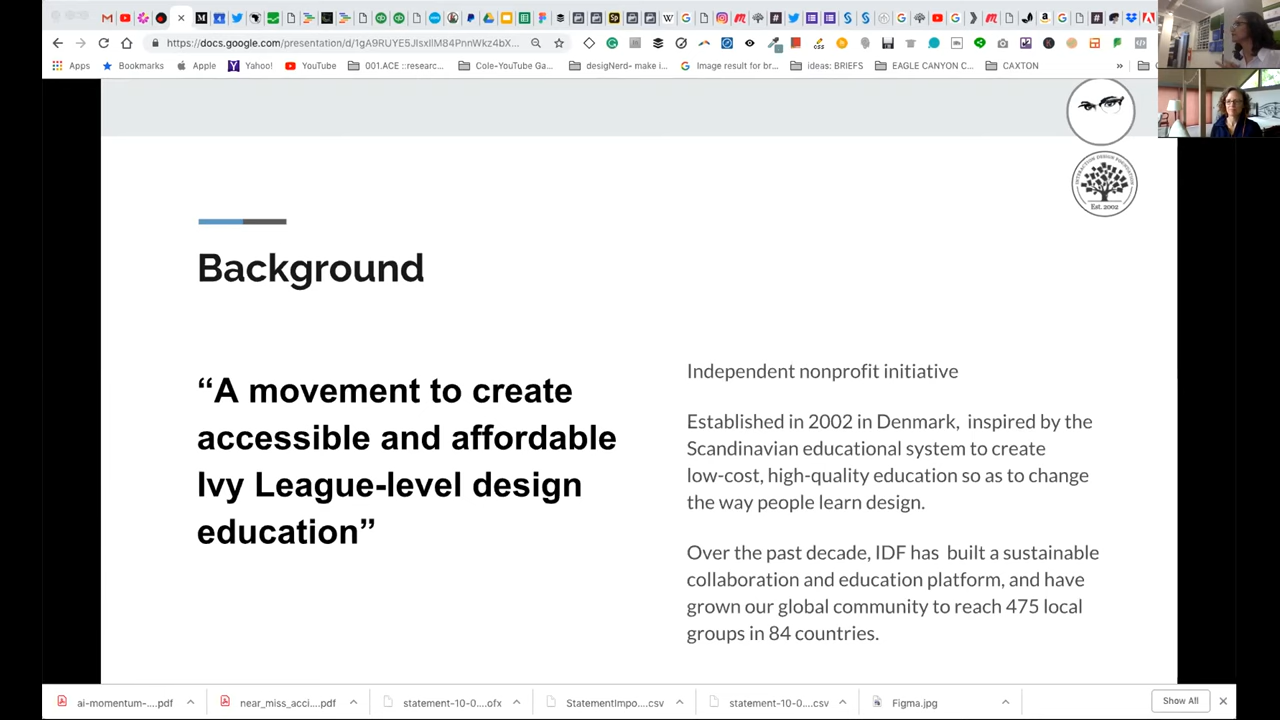 https://docs.google.com/presentation/d/1gA9RUYE5JIsxIlM84PnnWkz4bX...
Apps
Bookmarks
Apple
Yahoo!
YouTube
001.ACE ::researc...
Cole-YouTube Ga...
desigNerd- make i...
Image result for br...
ideas: BRIEFS
EAGLE CANYON C...
CAXTON
INTERACTION DESIGN FOUNDATION
Est. 2002
Background
“A movement to create
accessible and affordable
Ivy League-level design
education”
Independent nonprofit initiative
Established in 2002 in Denmark,  inspired by the
Scandinavian educational system to create
low-cost, high-quality education so as to change
the way people learn design.
Over the past decade, IDF has  built a sustainable
collaboration and education platform, and have
grown our global community to reach 475 local
groups in 84 countries.
ai-momentum-....pdf
near_miss_acci....pdf
statement-10-0....ofx
StatementImpo....csv
statement-10-0....csv
Figma.jpg
Show All